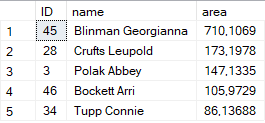 ID name area
1 45 Blinman Georgianna 710,1069
2 28 Crufts Leupold 173,1978
3 3 Polak Abbey 147,1335
4 46 Bockett Arri 105,9729
5 34 Tupp Connie 86,13688